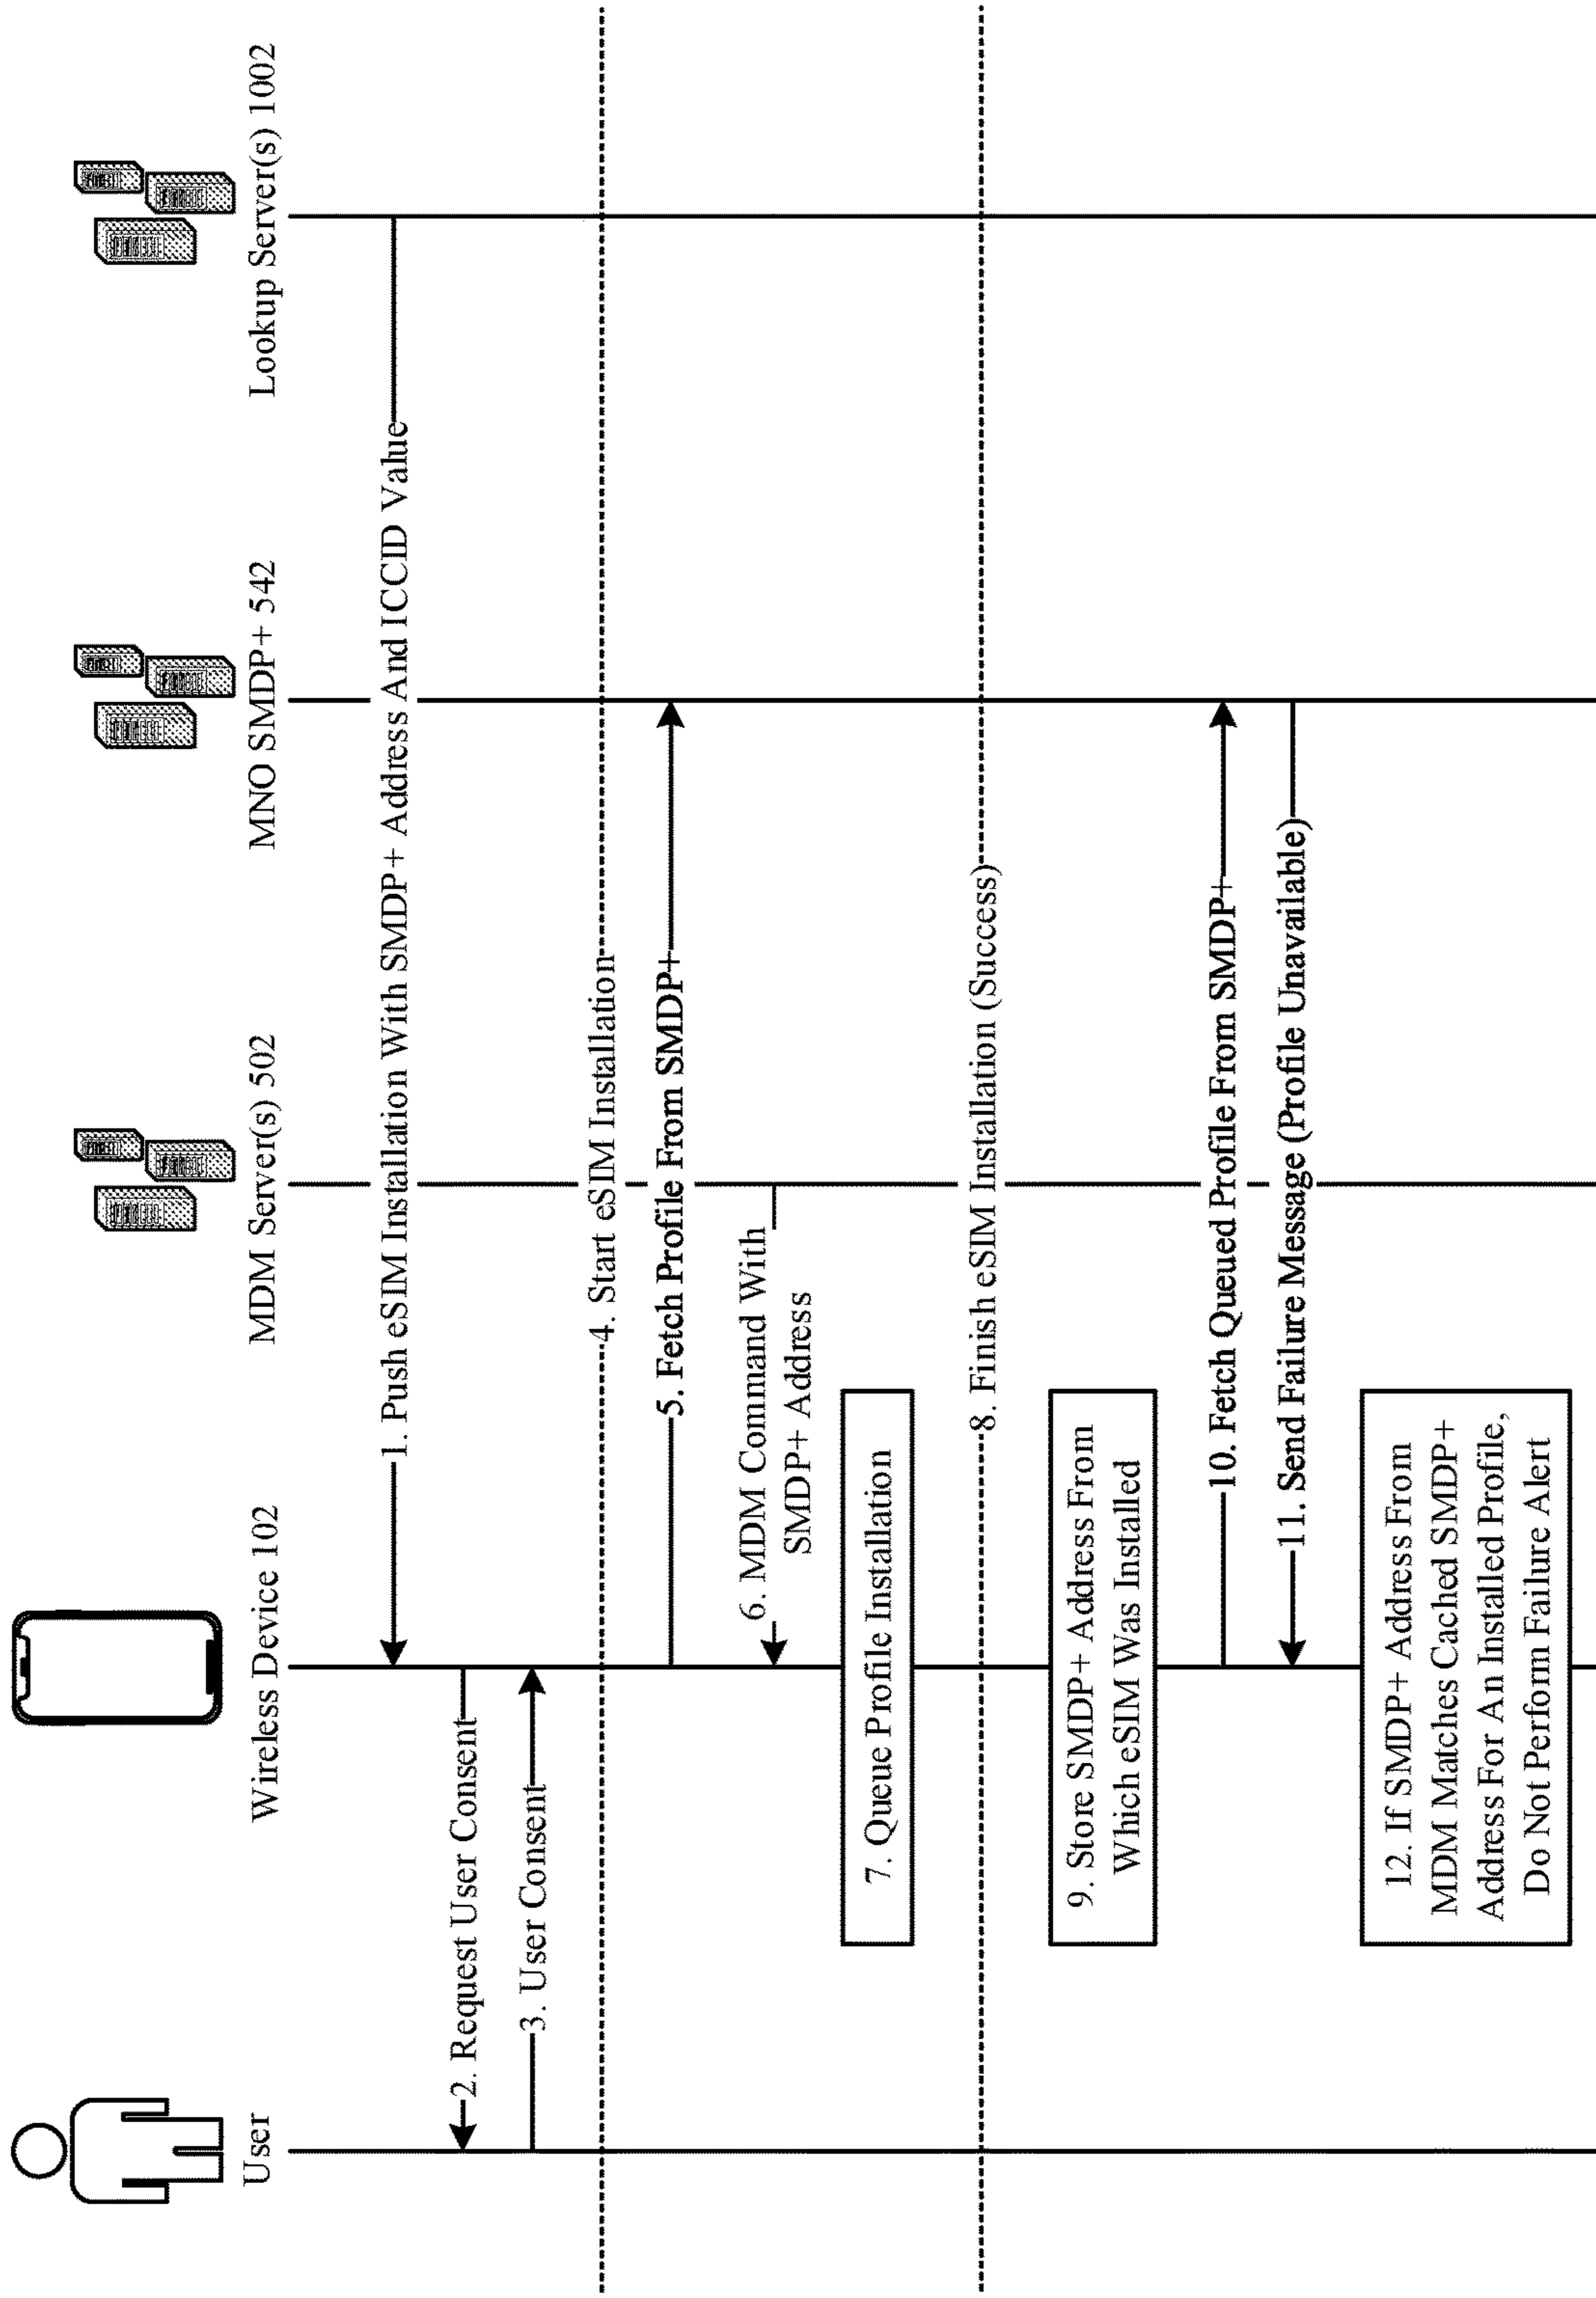 User
Wireless Device 102
MDM Server(s) 502
MNO SMDP+ 542
Lookup Server(s) 1002
1. Push eSIM Installation With SMDP+ Address And ICCID Value
2. Request User Consent
3. User Consent
4. Start eSIM Installation
5. Fetch Profile From SMDP+
6. MDM Command With
SMDP+ Address
7. Queue Profile Installation
8. Finish eSIM Installation (Success)
9. Store SMDP+ Address From
Which eSIM Was Installed
10. Fetch Queued Profile From SMDP+
11. Send Failure Message (Profile Unavailable)
12. If SMDP+ Address From
MDM Matches Cached SMDP+
Address For An Installed Profile,
Do Not Perform Failure Alert